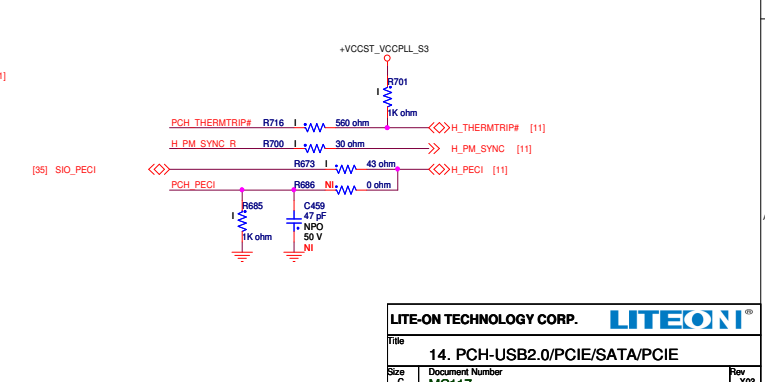 +VCCST_VCCPLL_S3
R701
I
1K ohm
PCH_THERMTRIP# R716 I 560 ohm H_THERMTRIP# [11]
H_PM_SYNC_R R700 I 30 ohm H_PM_SYNC [11]
[35] SIO_PECI R673 I 43 ohm H_PECI [11]
PCH_PECI R686 NI 0 ohm
R685
I
1K ohm
C459
47 pF
NPO
50 V
NI
LITE-ON TECHNOLOGY CORP. LITEON®
Title
14. PCH-USB2.0/PCIE/SATA/PCIE
Size Document Number Rev